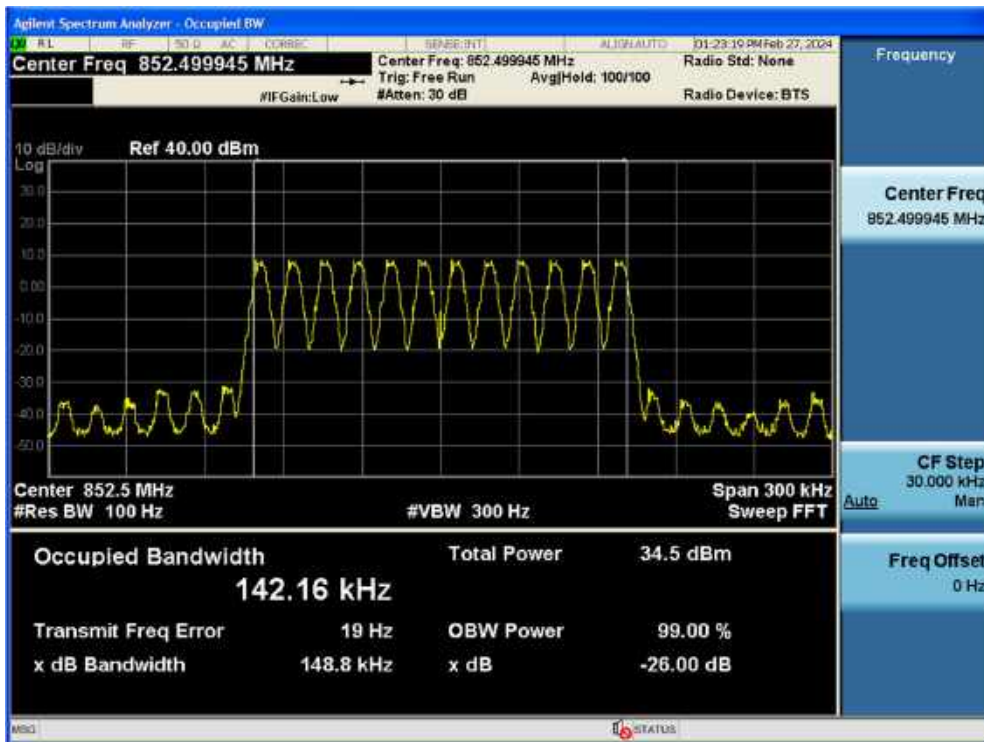 Agilent Spectrum Analyzer - Occupied BW
RL RF 50 Ω AC CORREC SENSE:INT ALIGN AUTO 01:23:19 PM Feb 27, 2024
Center Freq 852.499945 MHz
Center Freq: 852.499945 MHz
Radio Std: None
Trig: Free Run Avg|Hold: 100/100
#IFGain:Low
#Atten: 30 dB
Radio Device: BTS
10 dB/div Ref 40.00 dBm
Log
30.0
20.0
10.0
0.00
-10.0
-20.0
-30.0
-40.0
-50.0
Center 852.5 MHz
Span 300 kHz
#Res BW 100 Hz
#VBW 300 Hz
Sweep FFT
Occupied Bandwidth
142.16 kHz
Total Power 34.5 dBm
Transmit Freq Error 19 Hz
OBW Power 99.00 %
x dB Bandwidth 148.8 kHz
x dB -26.00 dB
Frequency
Center Freq
852.499945 MHz
CF Step
30.000 kHz
Auto Man
Freq Offset
0 Hz
MSG
STATUS